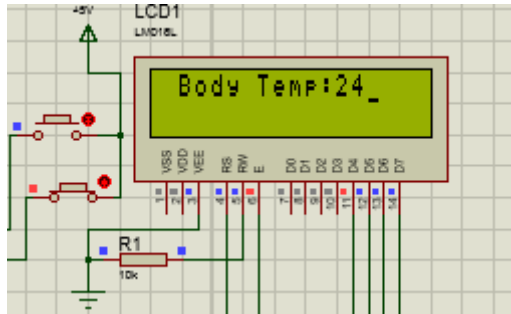 +5V
LCD1
LM016L
Body Temp:24_
VSS VDD VEE RS RW E D0 D1 D2 D3 D4 D5 D6 D7
1 2 3 4 5 6 7 8 9 10 11 12 13 14
R1
10k